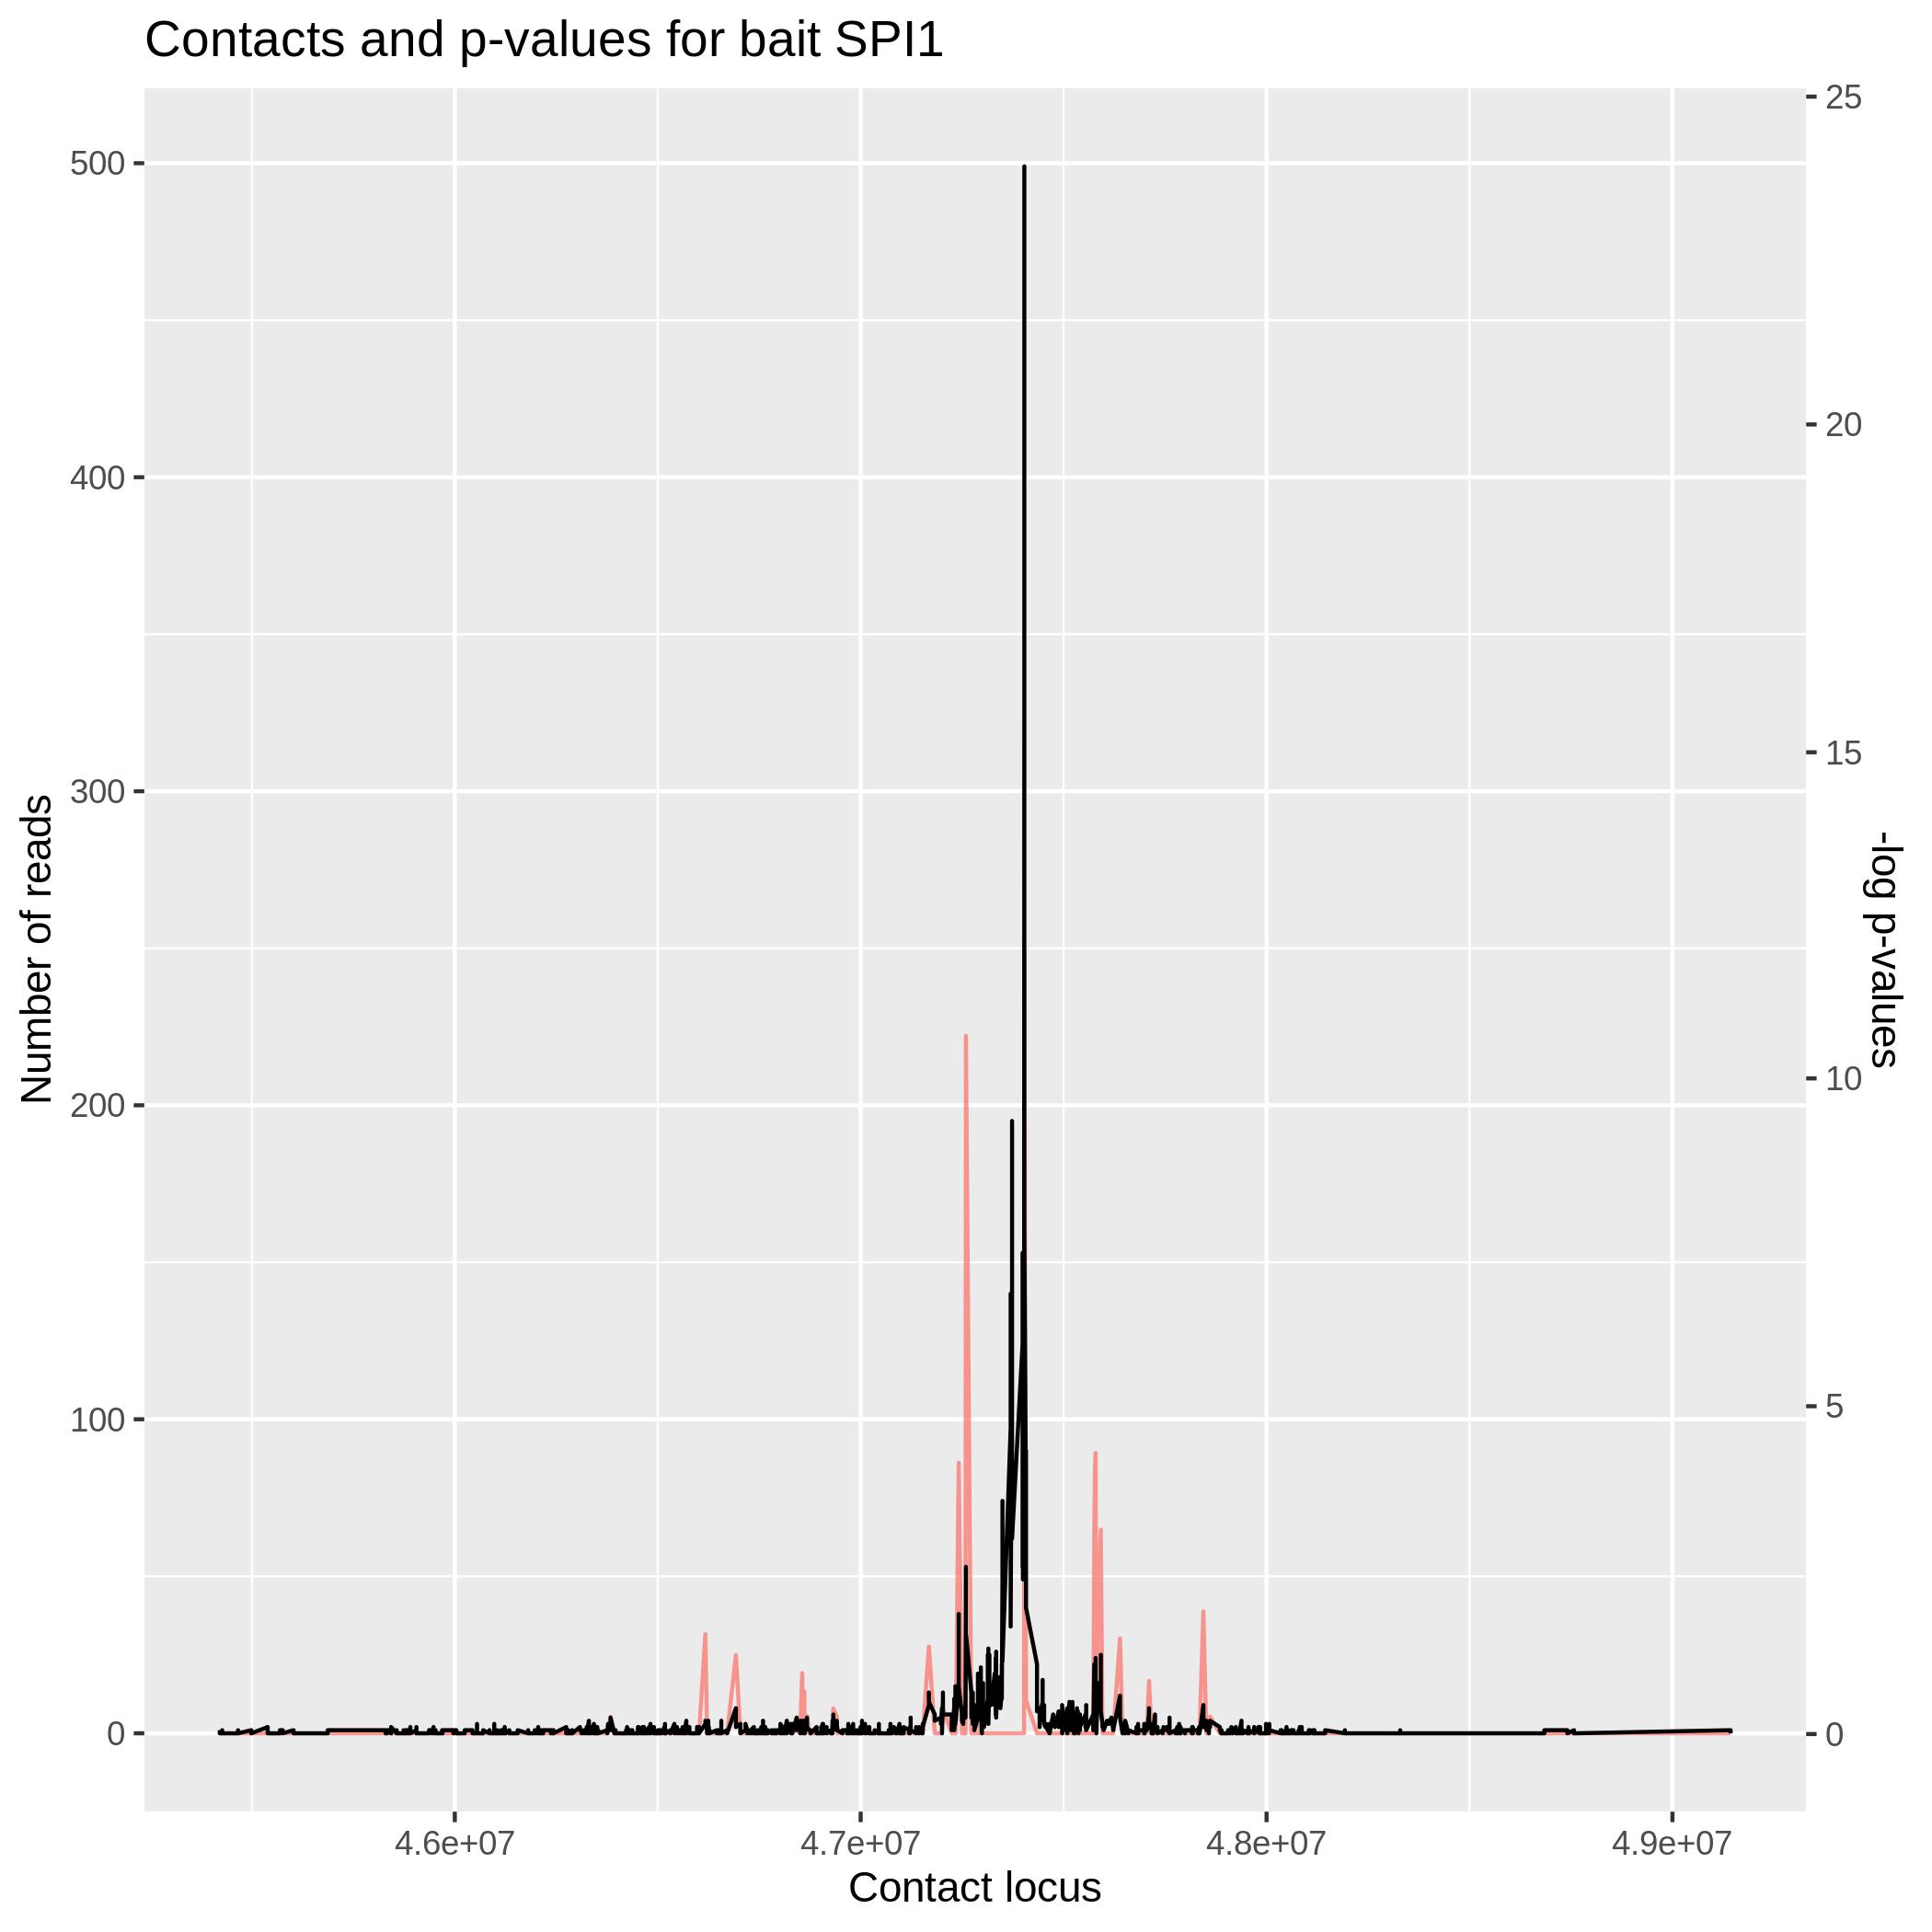 Contacts and p-values for bait SPI1
500
400
300
200
100
0
Number of reads
25
20
15
10
5
0
-log p-values
4.6e+07 4.7e+07 4.8e+07 4.9e+07
Contact locus